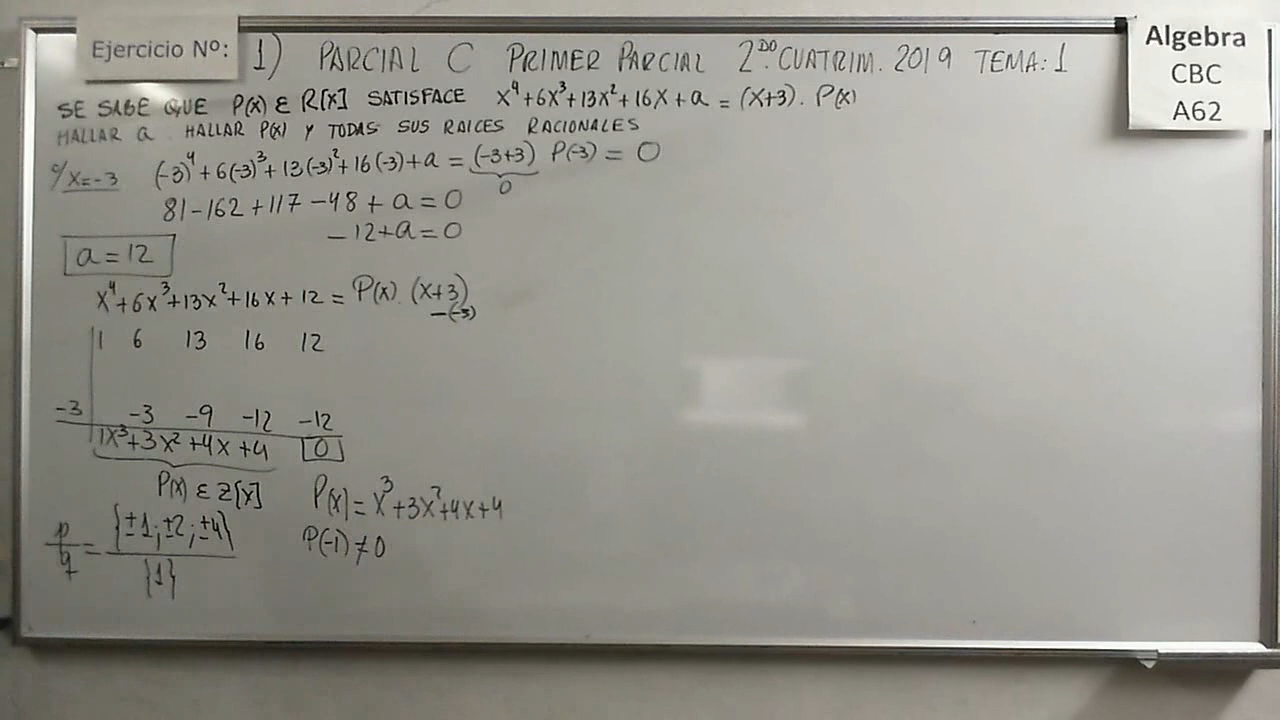 Ejercicio Nº: 1) PARCIAL C PRIMER PARCIAL 2DO. CUATRIM. 2019 TEMA: 1
Algebra
CBC
A62
SE SABE QUE P(x) ε R[x] SATISFACE x⁴+6x³+13x²+16x+a = (x+3). P(x)
HALLAR a HALLAR P(x) Y TODAS SUS RAICES RACIONALES
c/ x=-3 (-3)⁴+6(-3)³+13(-3)²+16(-3)+a = (-3+3) P(-3) = 0
0
81-162+117-48+a=0
-12+a=0
a=12
x⁴+6x³+13x²+16x+12 = P(x). (x+3)
-(-3)
1 6 13 16 12
-3 -3 -9 -12 -12
1x³+3x²+4x+4 0
P(x) ε Z[x] P(x)=x³+3x²+4x+4
p/q = {±1;±2;±4}/{1} P(-1)≠0